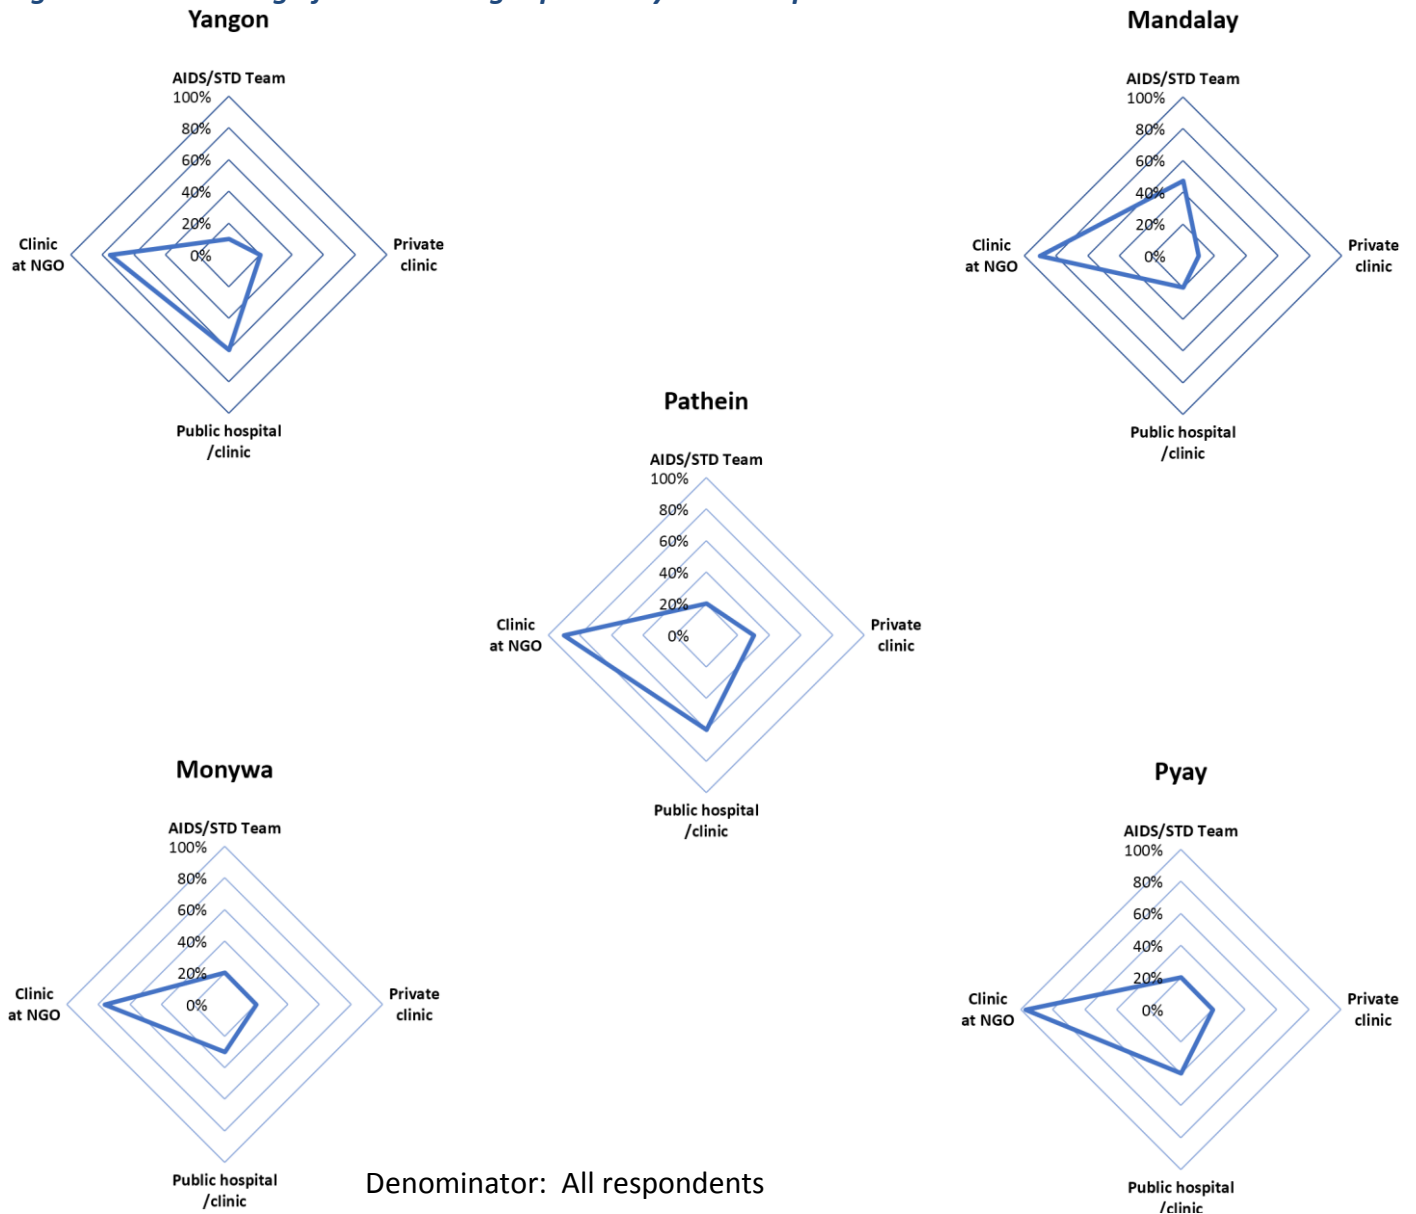 Yangon
AIDS/STD Team
100%
80%
60%
40%
20%
0%
Clinic
at NGO
Private
clinic
Public hospital
/clinic
Mandalay
AIDS/STD Team
100%
80%
60%
40%
20%
0%
Clinic
at NGO
Private
clinic
Public hospital
/clinic
Pathein
AIDS/STD Team
100%
80%
60%
40%
20%
0%
Clinic
at NGO
Private
clinic
Public hospital
/clinic
Monywa
AIDS/STD Team
100%
80%
60%
40%
20%
0%
Clinic
at NGO
Private
clinic
Public hospital
/clinic
Pyay
AIDS/STD Team
100%
80%
60%
40%
20%
0%
Clinic
at NGO
Private
clinic
Public hospital
/clinic
Denominator: All respondents